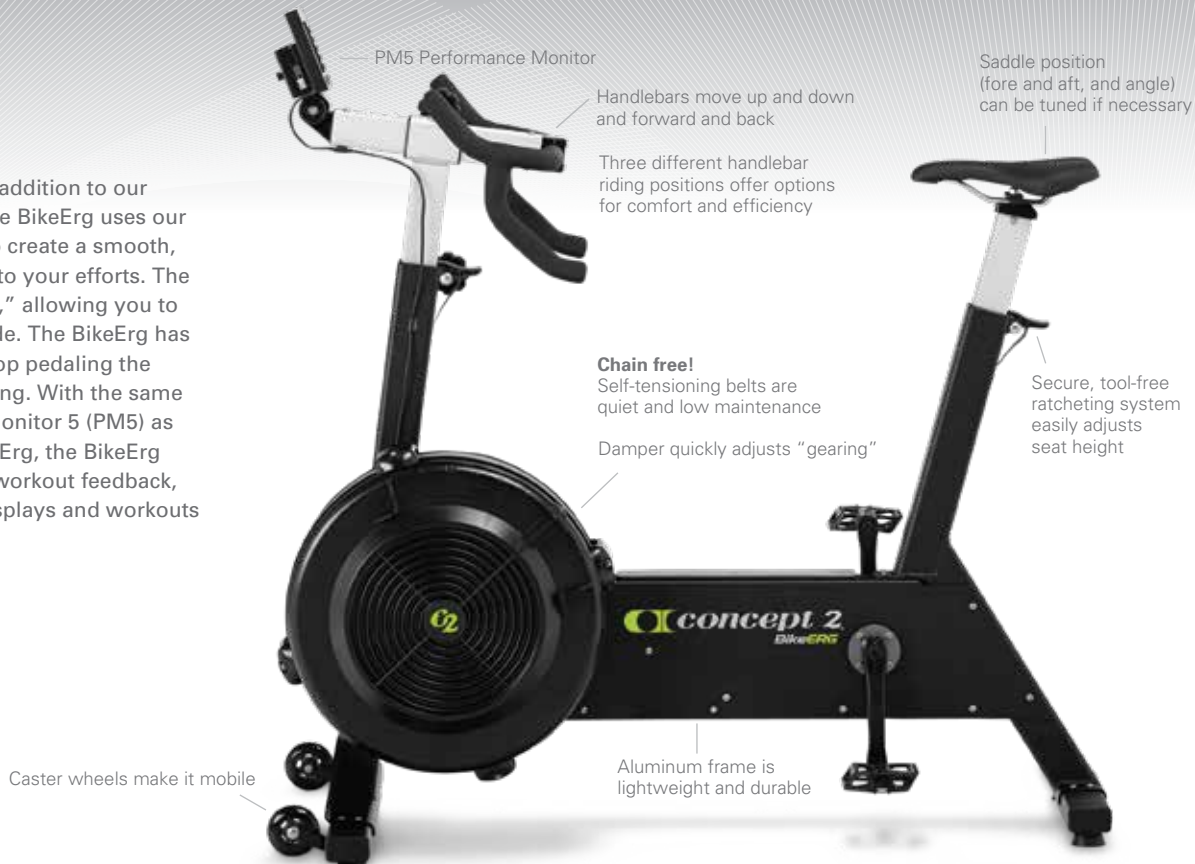 PM5 Performance Monitor
Handlebars move up and down
and forward and back
Three different handlebar
riding positions offer options
for comfort and efficiency
Saddle position
(fore and aft, and angle)
can be tuned if necessary
addition to our
e BikeErg uses our
create a smooth,
to your efforts. The
," allowing you to
le. The BikeErg has
op pedaling the
ng. With the same
onitor 5 (PM5) as
Erg, the BikeErg
workout feedback,
splays and workouts
Chain free!
Self-tensioning belts are
quiet and low maintenance
Damper quickly adjusts “gearing”
Secure, tool-free
ratcheting system
easily adjusts
seat height
C2
concept 2
BikeERG
Caster wheels make it mobile
Aluminum frame is
lightweight and durable